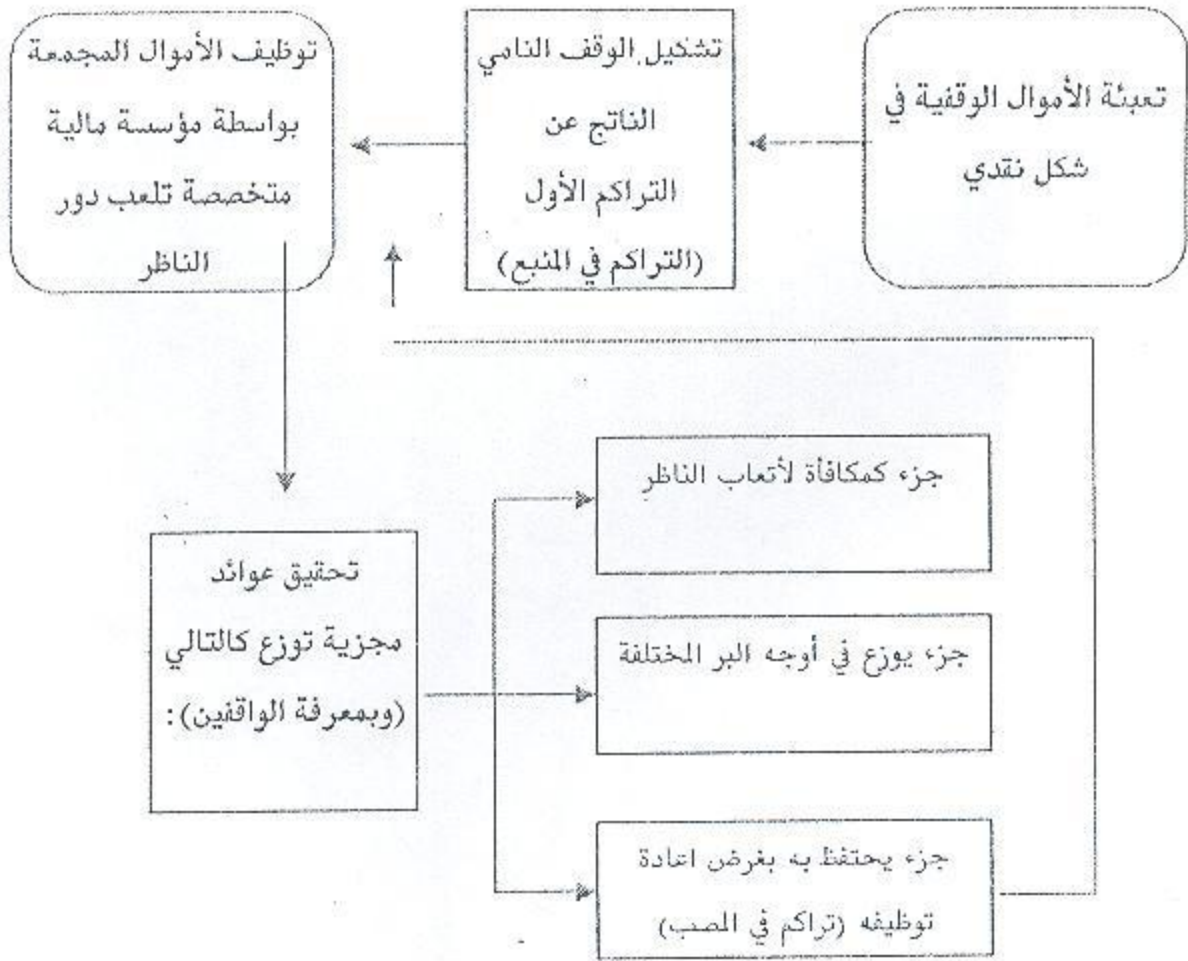 تعبئة الأموال الوقفية في
شكل نقدي
تشكيل الوقف النامي
الناتج عن
التراكم الأول
(التراكم في المنبع)
توظيف الأموال المجمعة
بواسطة مؤسسة مالية
متخصصة تلعب دور
الناظر
تحقيق عوائد
مجزية توزع كالتالي
(وبمعرفة الواقفين):
جزء كمكافأة لأتعاب الناظر
جزء يوزع في أوجه البر المختلفة
جزء يحتفظ به بغرض اعادة
توظيفه (تراكم في المصب)